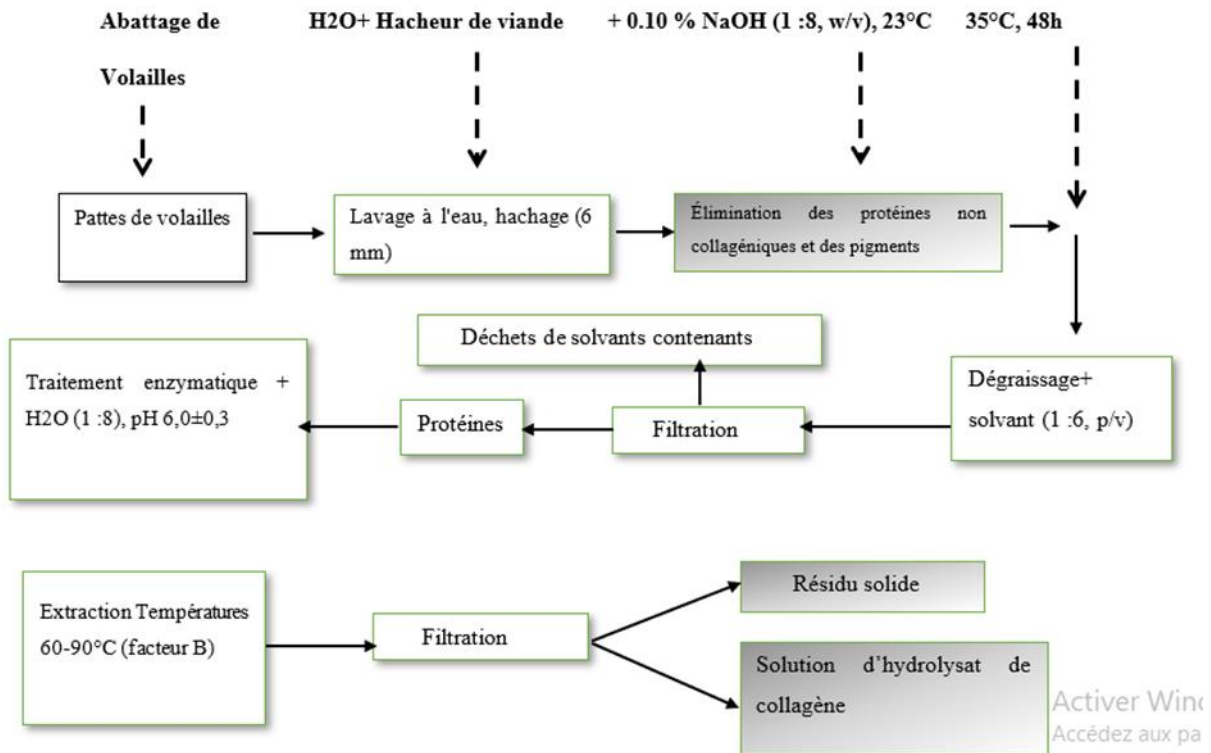 Abattage de
Volailles
H2O+ Hacheur de viande
+ 0.10 % NaOH (1 :8, w/v), 23°C
35°C, 48h
Pattes de volailles
Lavage à l'eau, hachage (6
mm)
Élimination des protéines non
collagéniques et des pigments
Déchets de solvants contenants
Traitement enzymatique +
H2O (1 :8), pH 6,0±0,3
Protéines
Filtration
Dégraissage+
solvant (1 :6, p/v)
Extraction Températures
60-90°C (facteur B)
Filtration
Résidu solide
Solution d’hydrolysat de
collagène
Activer Win
Accédez aux pa